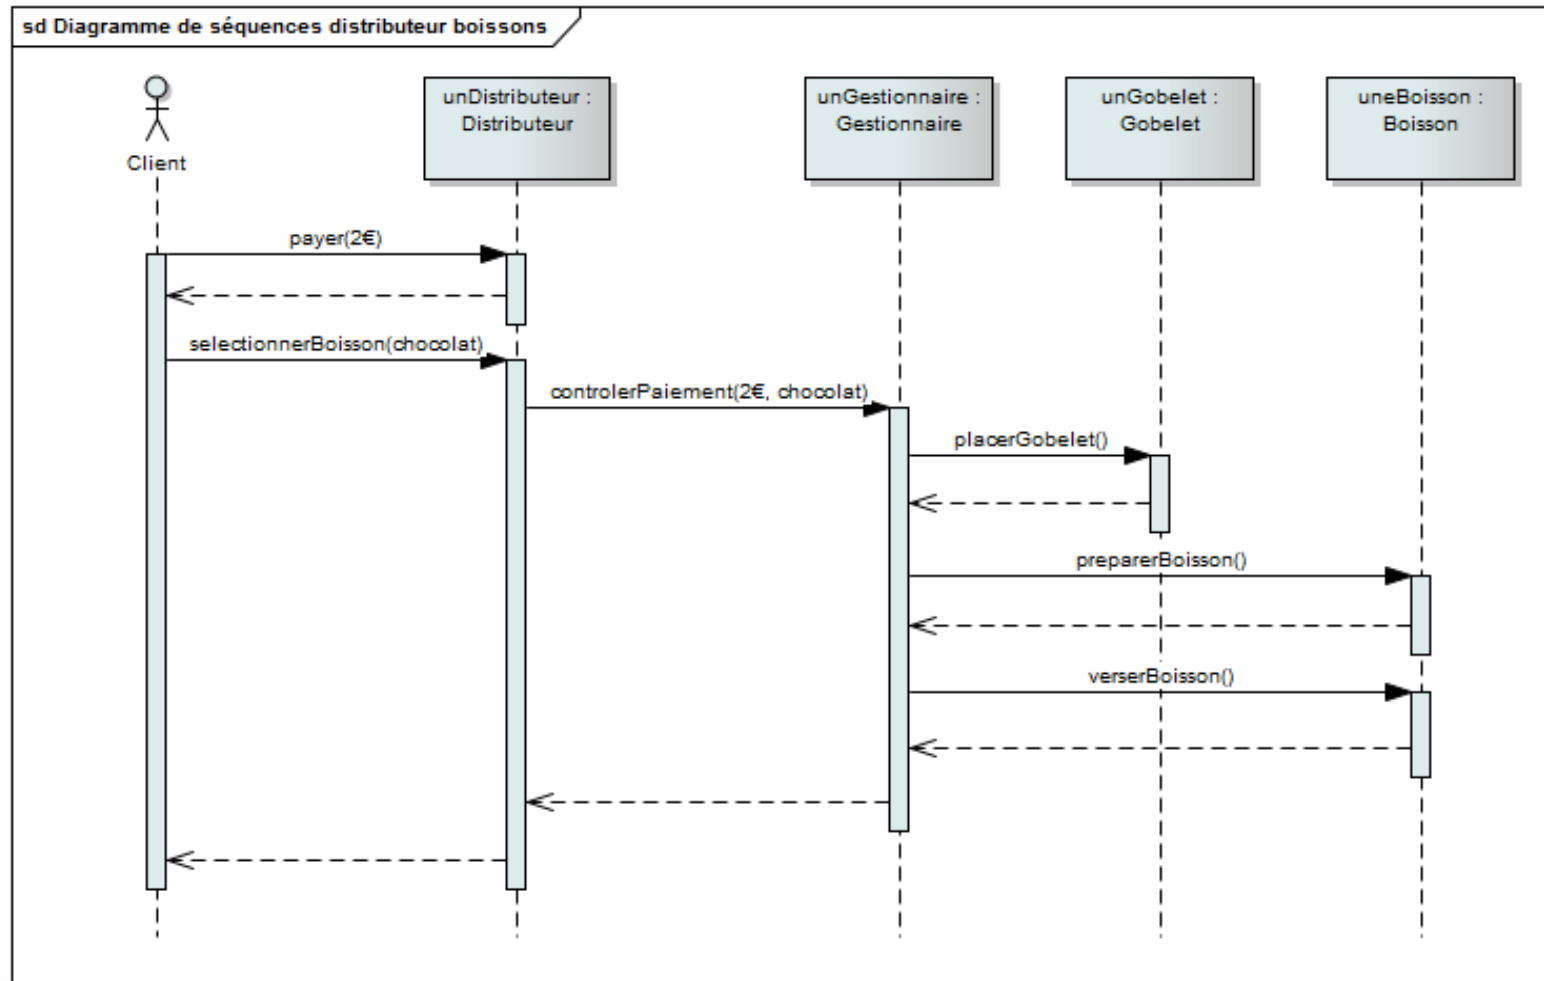 sd Diagramme de séquences distributeur boissons
Client
unDistributeur :
Distributeur
unGestionnaire :
Gestionnaire
unGobelet :
Gobelet
uneBoisson :
Boisson
payer(2€)
selectionnerBoisson(chocolat)
controlerPaiement(2€, chocolat)
placerGobelet()
preparerBoisson()
verserBoisson()